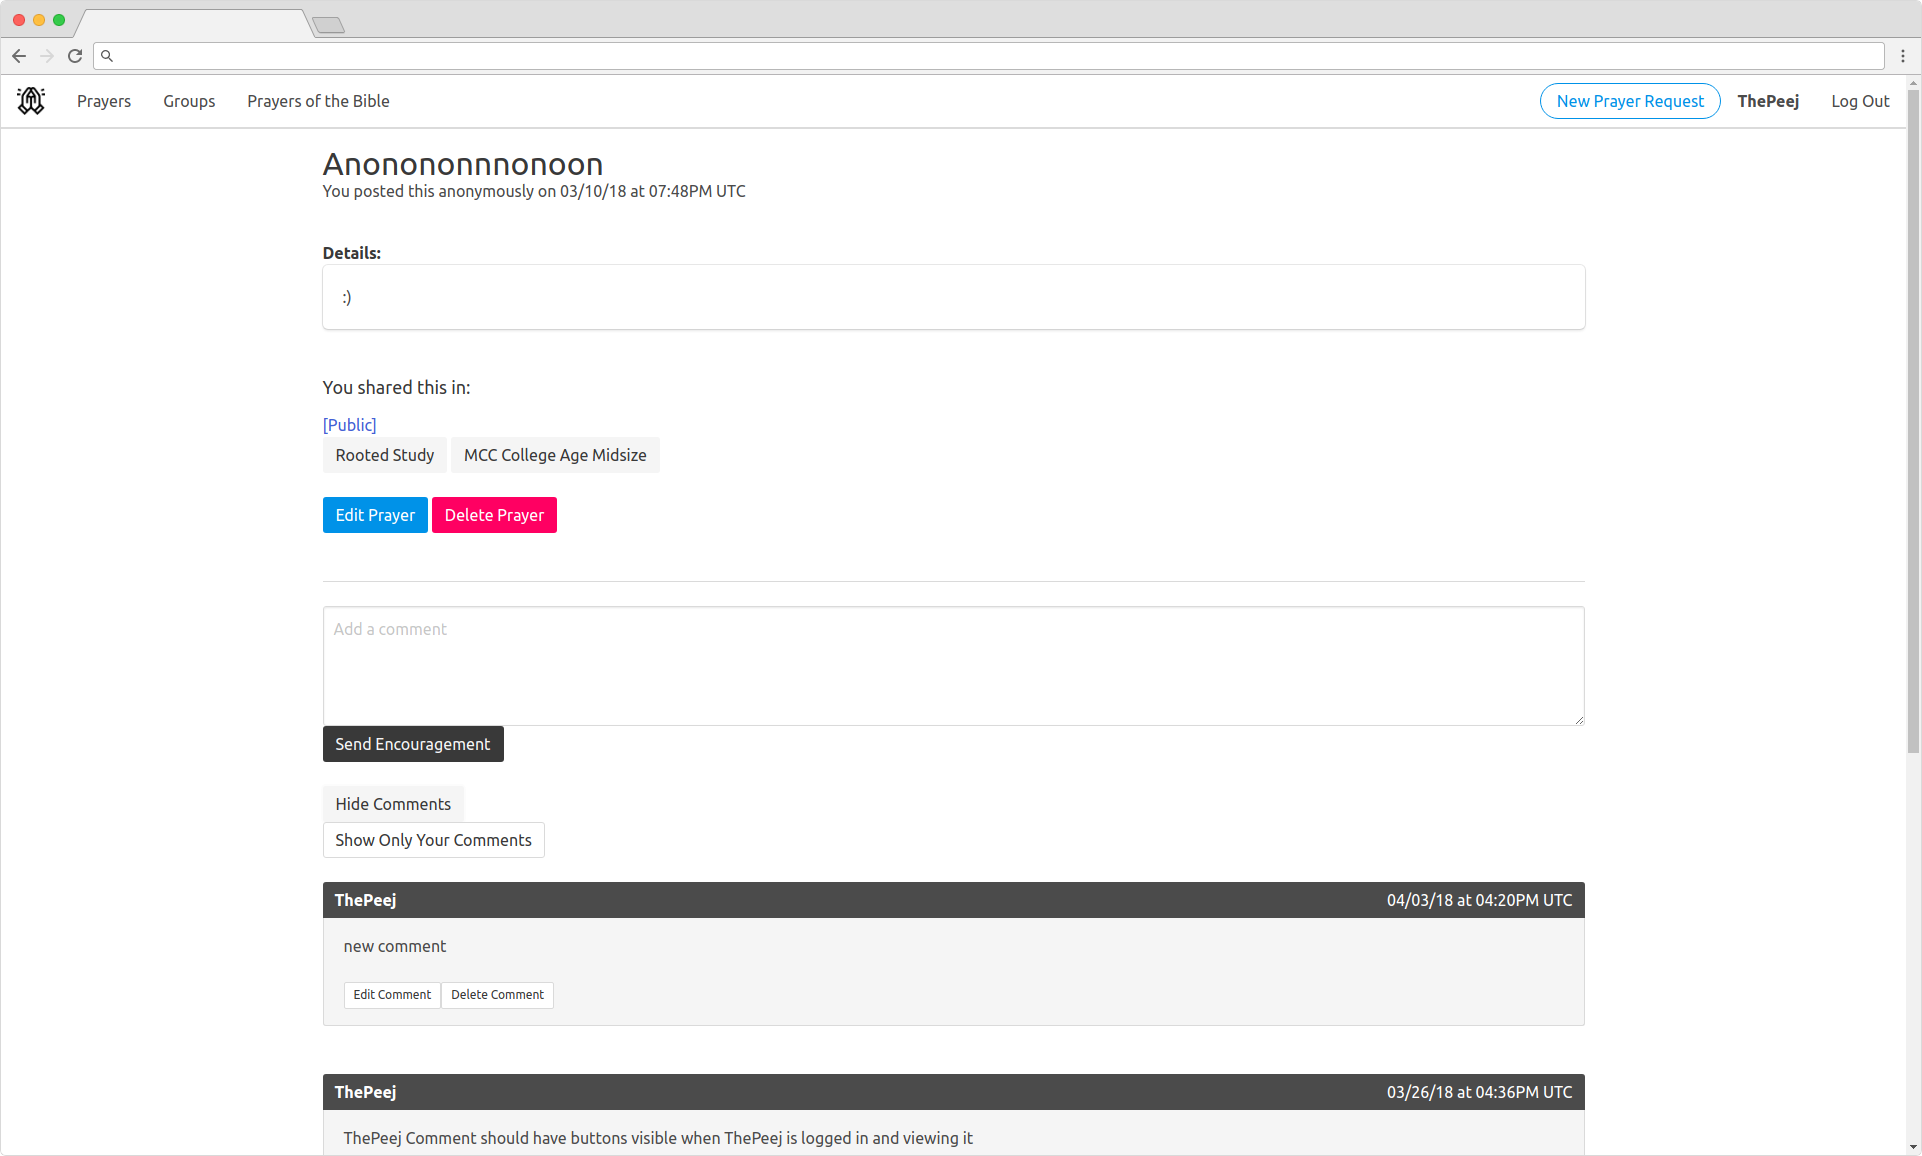 Prayers Groups Prayers of the Bible New Prayer Request ThePeej Log Out
Anonononnnonoon
You posted this anonymously on 03/10/18 at 07:48PM UTC
Details:
:)
You shared this in:
[Public]
Rooted Study MCC College Age Midsize
Edit Prayer Delete Prayer
Add a comment
Send Encouragement
Hide Comments
Show Only Your Comments
ThePeej 04/03/18 at 04:20PM UTC
new comment
Edit Comment Delete Comment
ThePeej 03/26/18 at 04:36PM UTC
ThePeej Comment should have buttons visible when ThePeej is logged in and viewing it